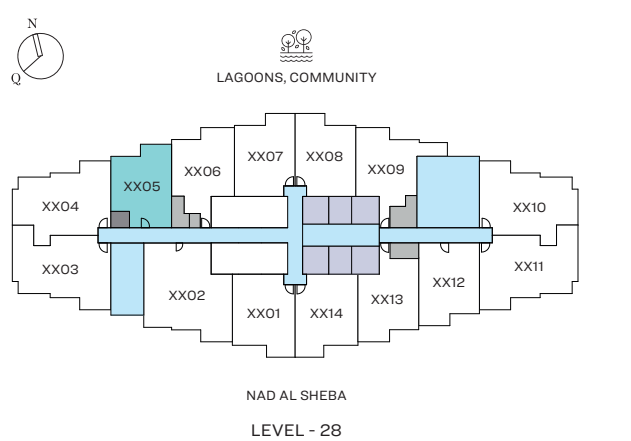 N
Q
LAGOONS, COMMUNITY
XX07
XX08
XX06
XX09
XX05
XX04
XX10
XX03
XX11
XX02
XX12
XX01
XX14
XX13
NAD AL SHEBA
LEVEL - 28